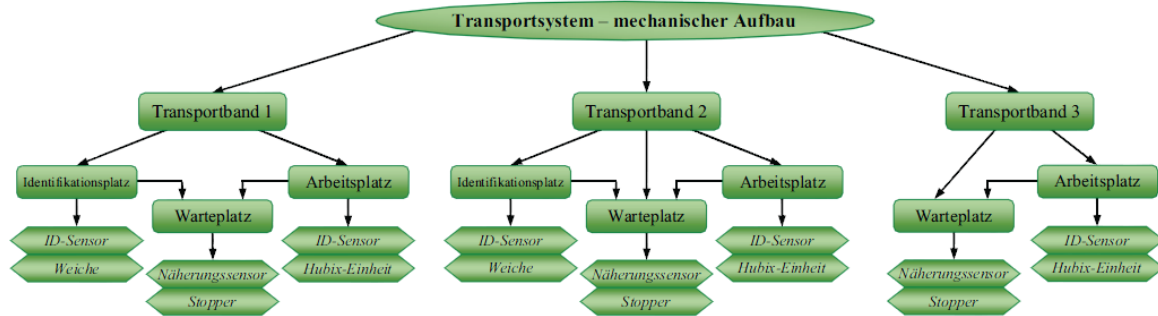 Transportsystem – mechanischer Aufbau
Transportband 1
Transportband 2
Transportband 3
Identifikationsplatz
Arbeitsplatz
Identifikationsplatz
Arbeitsplatz
Arbeitsplatz
Warteplatz
Warteplatz
Warteplatz
ID-Sensor
ID-Sensor
ID-Sensor
ID-Sensor
ID-Sensor
Weiche
Näherungssensor
Hubix-Einheit
Weiche
Näherungssensor
Hubix-Einheit
Näherungssensor
Hubix-Einheit
Stopper
Stopper
Stopper